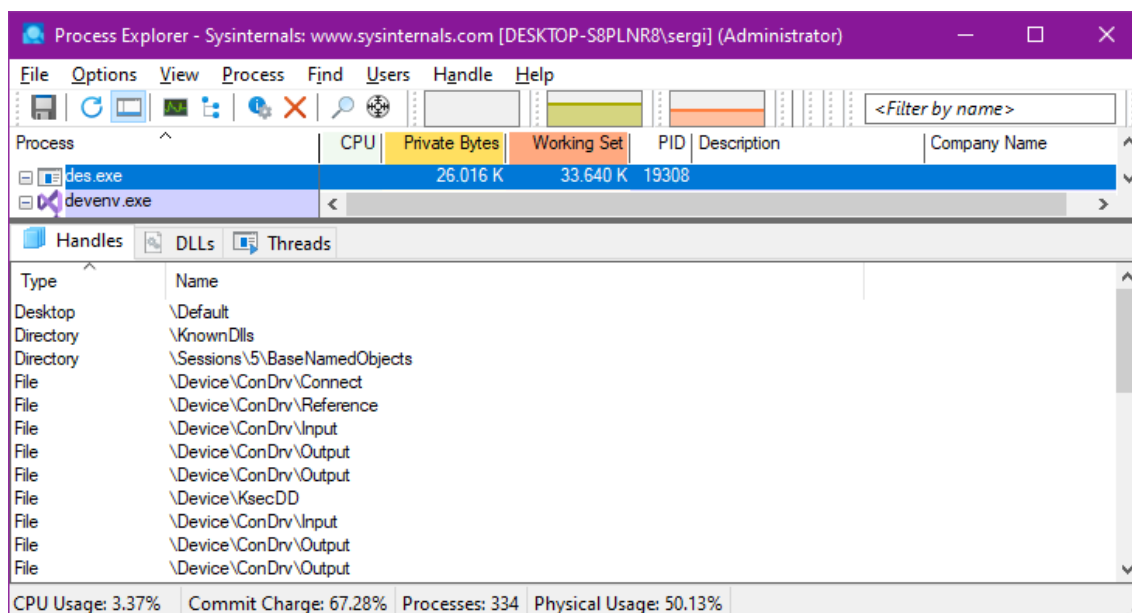 Process Explorer - Sysinternals: www.sysinternals.com [DESKTOP-S8PLNR8\sergi] (Administrator)
File Options View Process Find Users Handle Help
<Filter by name>
Process CPU Private Bytes Working Set PID Description Company Name
des.exe 26.016 K 33.640 K 19308
devenv.exe
Handles DLLs Threads
Type Name
Desktop \Default
Directory \KnownDlls
Directory \Sessions\5\BaseNamedObjects
File \Device\ConDrv\Connect
File \Device\ConDrv\Reference
File \Device\ConDrv\Input
File \Device\ConDrv\Output
File \Device\ConDrv\Output
File \Device\KsecDD
File \Device\ConDrv\Input
File \Device\ConDrv\Output
File \Device\ConDrv\Output
CPU Usage: 3.37% Commit Charge: 67.28% Processes: 334 Physical Usage: 50.13%